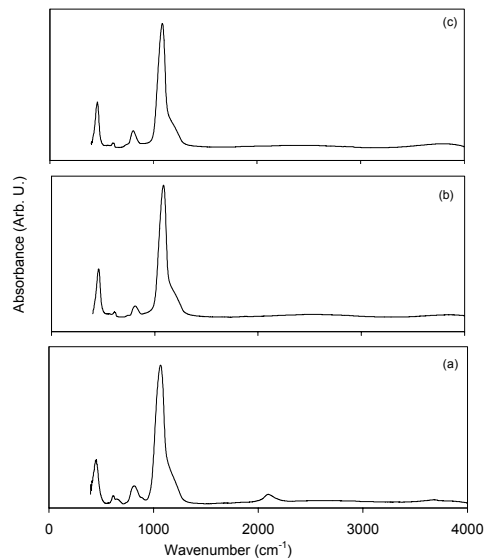 (c)
(b)
Absorbance (Arb. U.)
(a)
0 1000 2000 3000 4000
Wavenumber (cm⁻¹)